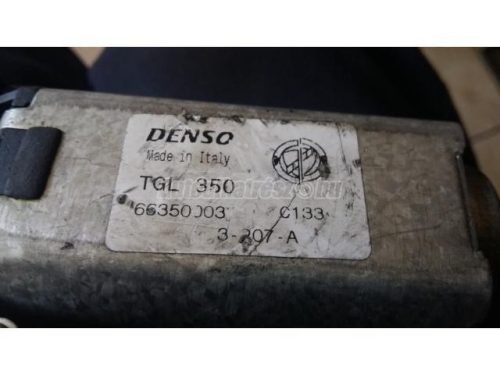 DENSO
Made in Italy
TGL 350
66350003 C133
3-207-A